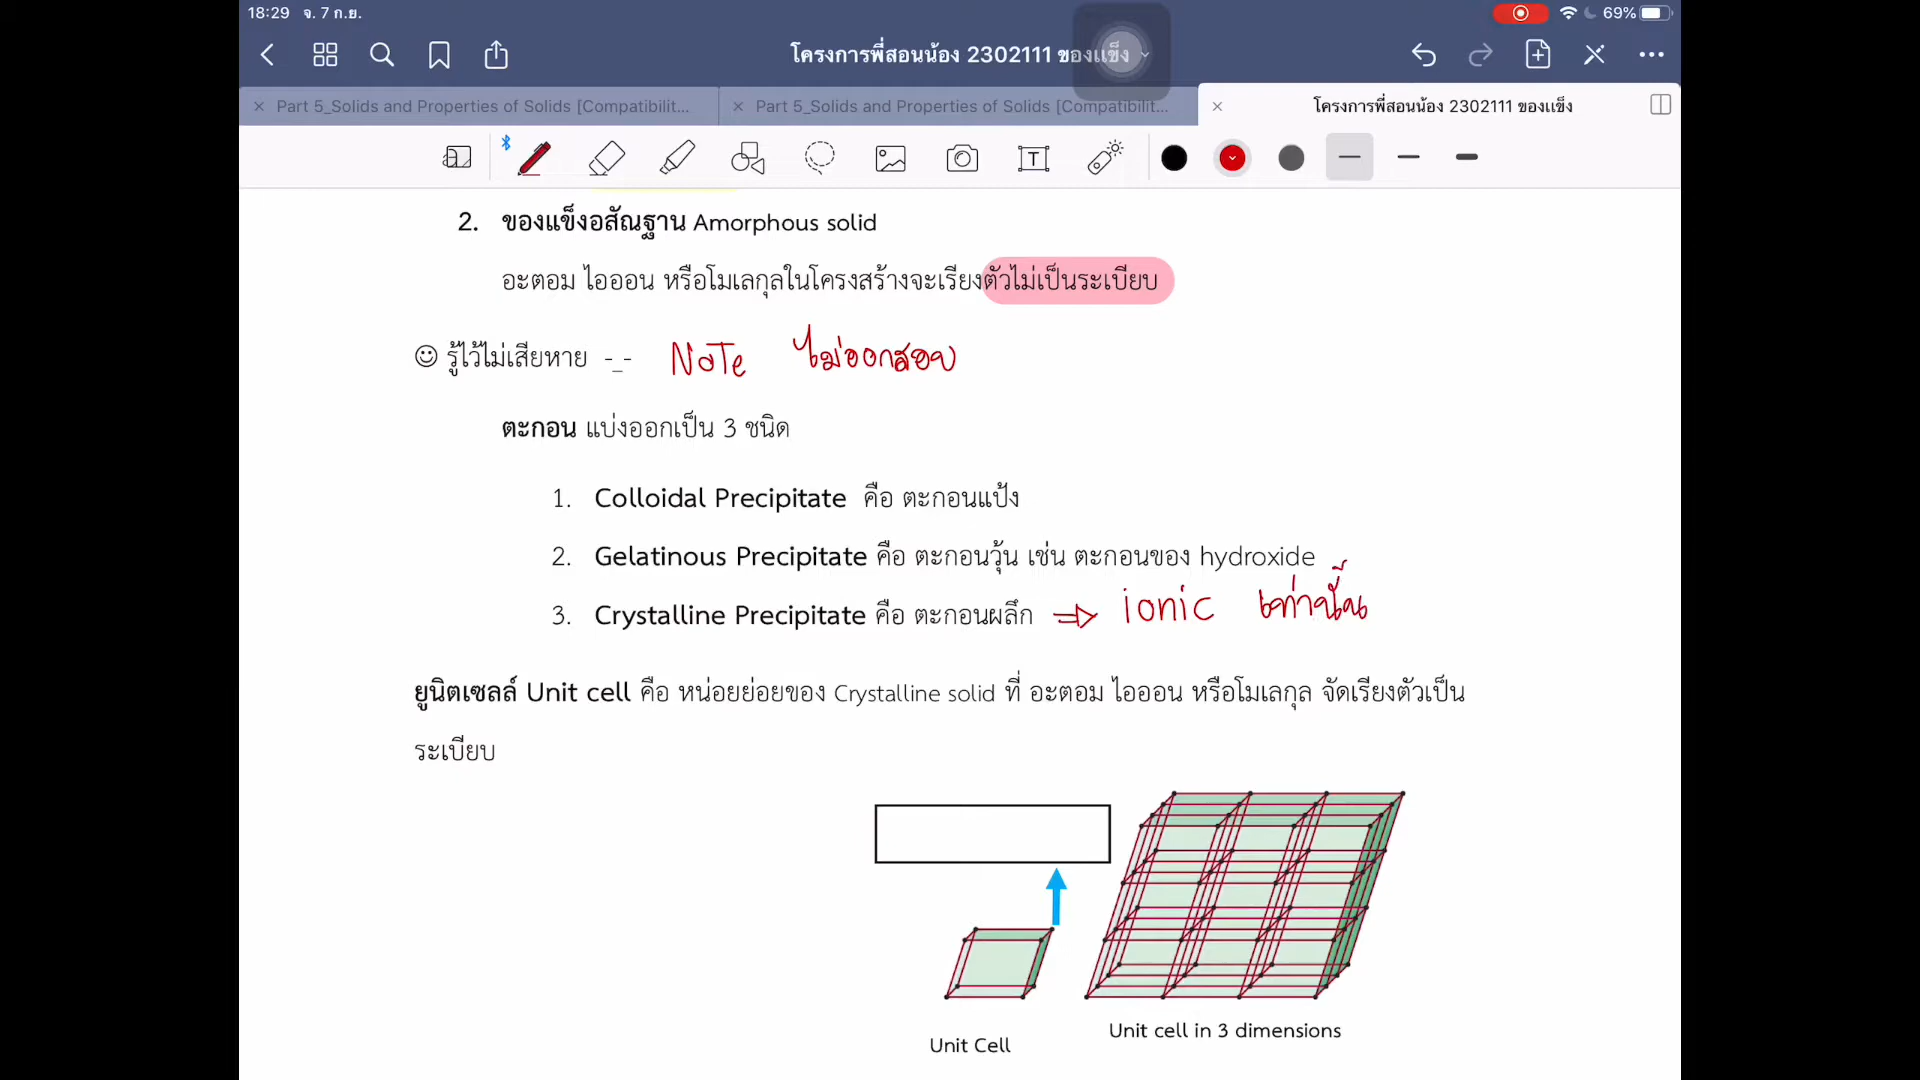 18:29 จ. 7 ก.ย.
69%
โครงการพี่สอนน้อง 2302111 ของแข็ง
Part 5_Solids and Properties of Solids [Compatibilit...
Part 5_Solids and Properties of Solids [Compatibilit...
โครงการพี่สอนน้อง 2302111 ของแข็ง
2. ของแข็งอสัณฐาน Amorphous solid
อะตอม ไอออน หรือโมเลกุลในโครงสร้างจะเรียงตัวไม่เป็นระเบียบ
☺ รู้ไว้ไม่เสียหาย -_- NoTe ไม่ออกสอบ
ตะกอน แบ่งออกเป็น 3 ชนิด
1. Colloidal Precipitate คือ ตะกอนแป้ง
2. Gelatinous Precipitate คือ ตะกอนวุ้น เช่น ตะกอนของ hydroxide
3. Crystalline Precipitate คือ ตะกอนผลึก ⇒ ionic เท่านั้น
ยูนิตเซลล์ Unit cell คือ หน่อยย่อยของ Crystalline solid ที่ อะตอม ไอออน หรือโมเลกุล จัดเรียงตัวเป็น
ระเบียบ
Unit Cell
Unit cell in 3 dimensions